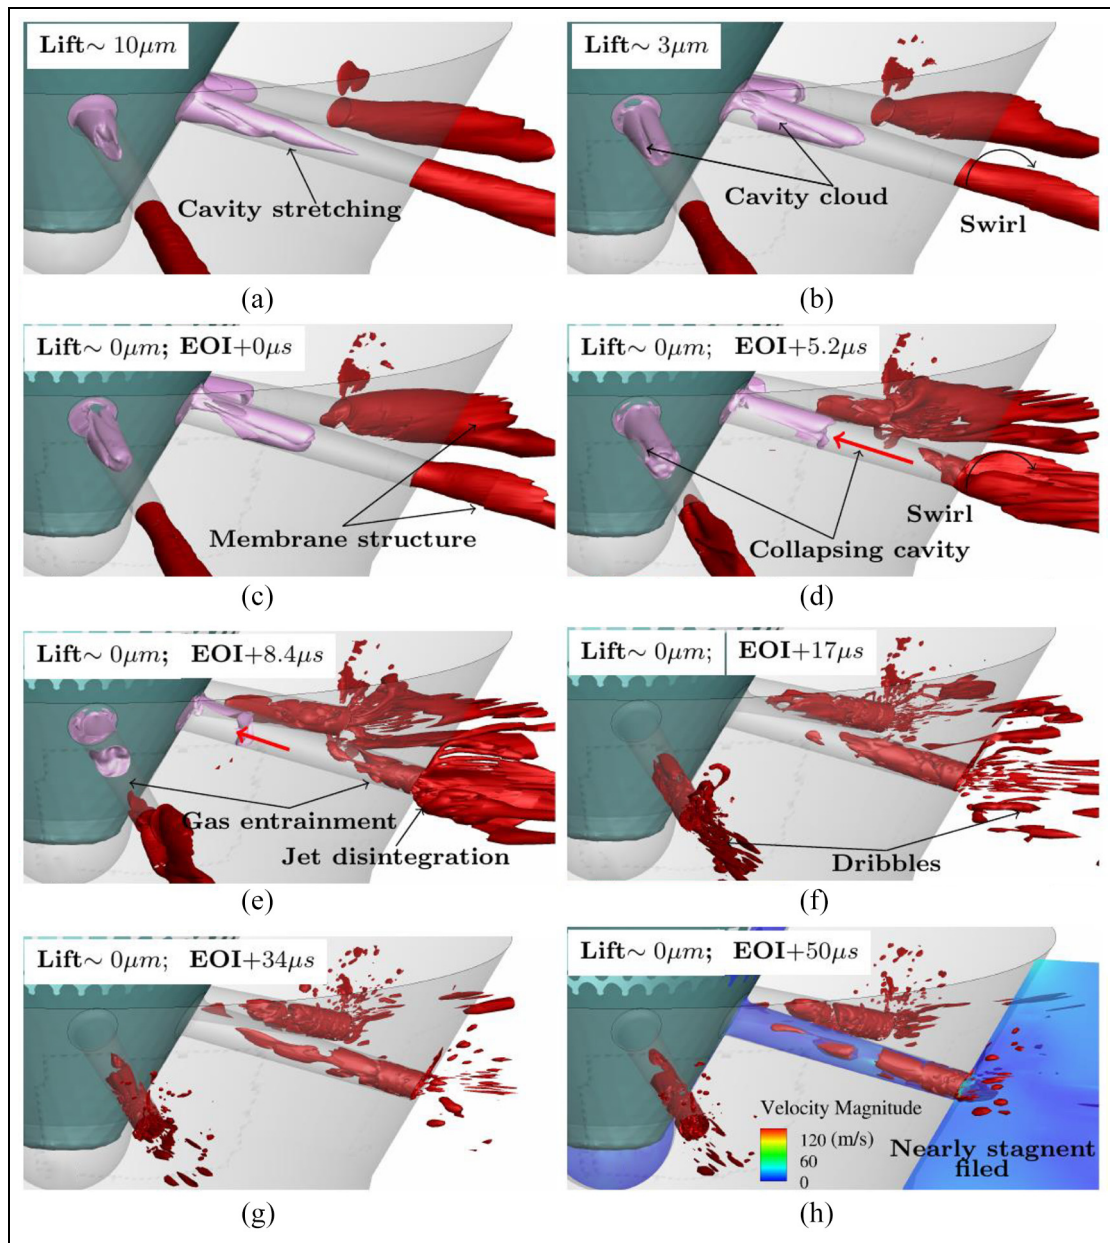 Lift~ 10μm
Cavity stretching
(a)
Lift~ 3μm
Cavity cloud
Swirl
(b)
Lift~ 0μm; EOI+0μs
Membrane structure
(c)
Lift~ 0μm; EOI+5.2μs
Swirl
Collapsing cavity
(d)
Lift~ 0μm; EOI+8.4μs
Gas entrainment
Jet disintegration
(e)
Lift~ 0μm; EOI+17μs
Dribbles
(f)
Lift~ 0μm; EOI+34μs
(g)
Lift~ 0μm; EOI+50μs
Velocity Magnitude
120 (m/s)
60
0
Nearly stagnent
filed
(h)